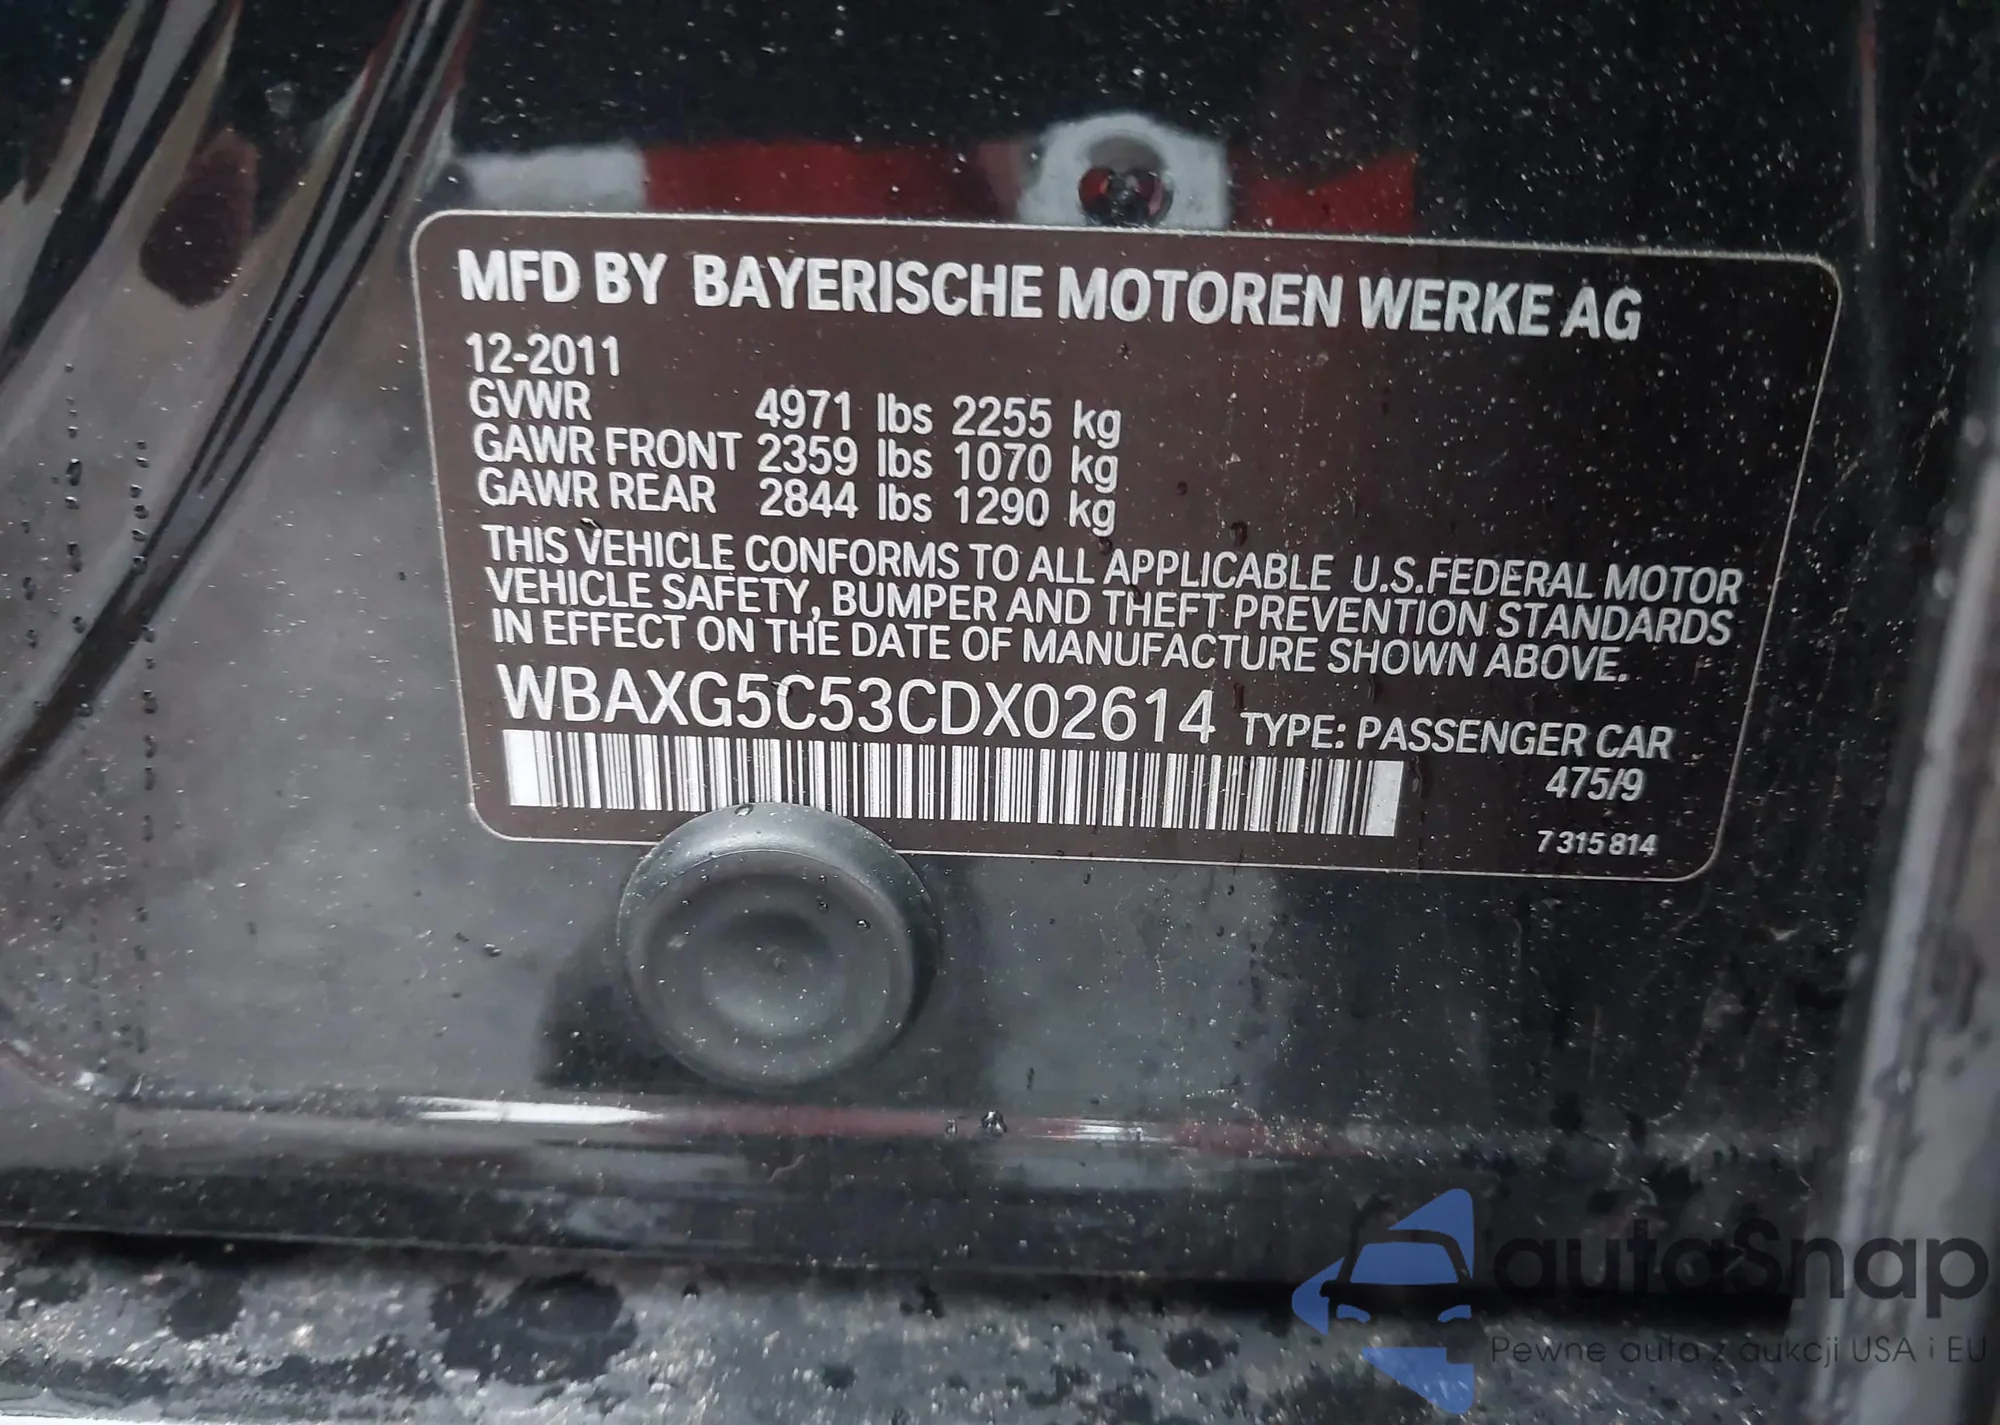 MFD BY BAYERISCHE MOTOREN WERKE AG
12-2011
GVWR 4971 lbs 2255 kg
GAWR FRONT 2359 lbs 1070 kg
GAWR REAR 2844 lbs 1290 kg
THIS VEHICLE CONFORMS TO ALL APPLICABLE U.S.FEDERAL MOTOR
VEHICLE SAFETY, BUMPER AND THEFT PREVENTION STANDARDS
IN EFFECT ON THE DATE OF MANUFACTURE SHOWN ABOVE.
WBAXG5C53CDX02614 TYPE: PASSENGER CAR
475/9
7 315 814
autoSnap
Pewne auta z aukcji USA i EU